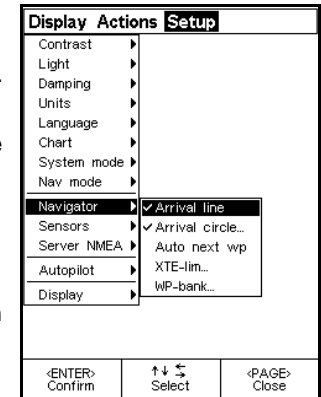 Display Actions Setup
Contrast
Light
Damping
Units
Language
Chart
System mode
Nav mode
Navigator
Sensors
Server NMEA
Autopilot
Display
✓ Arrival line
✓ Arrival circle...
Auto next wp
XTE-lim...
WP-bank...
<ENTER> Confirm
↑↓ ⇆ Select
<PAGE> Close